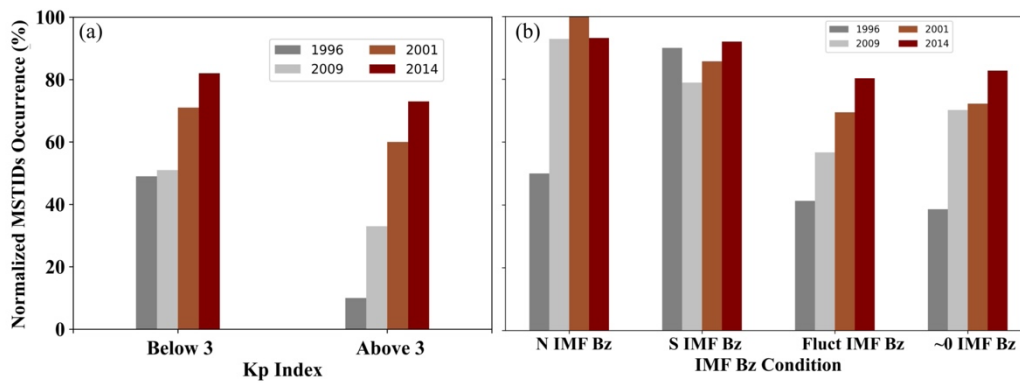 Normalized MSTIDs Occurrence (%)
100
80
60
40
20
0
(a)
1996 2001
2009 2014
Below 3 Above 3
Kp Index
(b)
1996 2001
2009 2014
N IMF Bz S IMF Bz Fluct IMF Bz ~0 IMF Bz
IMF Bz Condition